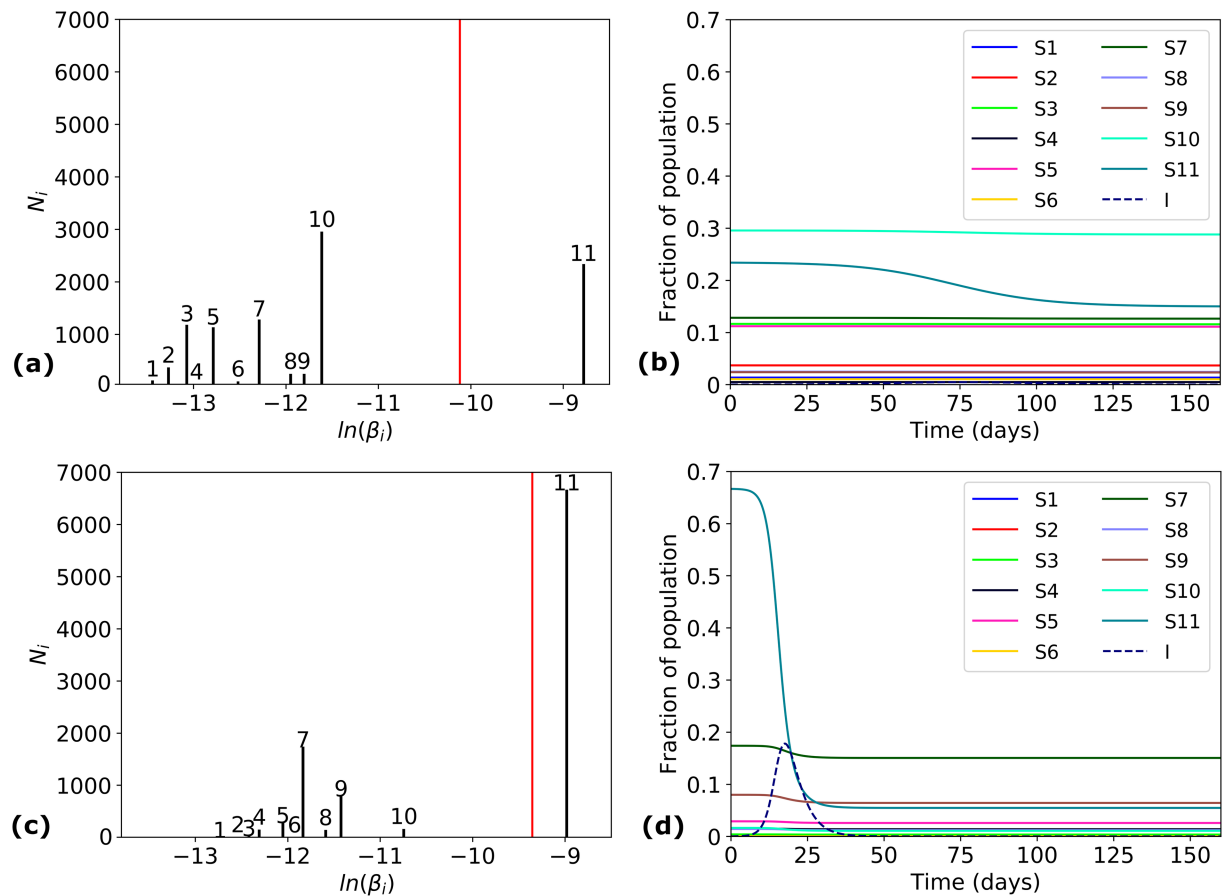 7000
6000
5000
4000
3000
2000
1000
0
N_i
1
2
3
4
5
6
7
89
10
11
−13
−12
−11
−10
−9
ln(β_i)
(a)
0.7
0.6
0.5
0.4
0.3
0.2
0.1
0
Fraction of population
S1
S2
S3
S4
S5
S6
S7
S8
S9
S10
S11
I
0
25
50
75
100
125
150
Time (days)
(b)
7000
6000
5000
4000
3000
2000
1000
0
N_i
1
2
3
4
5
6
7
8
9
10
11
−13
−12
−11
−10
−9
ln(β_i)
(c)
0.7
0.6
0.5
0.4
0.3
0.2
0.1
0
Fraction of population
S1
S2
S3
S4
S5
S6
S7
S8
S9
S10
S11
I
0
25
50
75
100
125
150
Time (days)
(d)